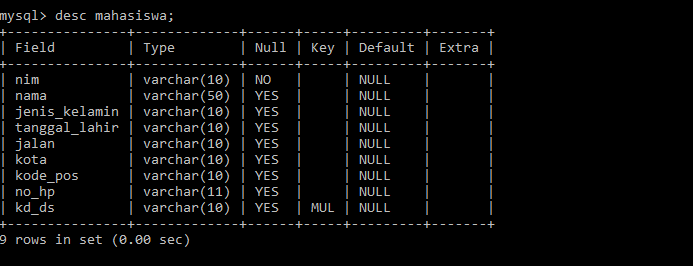 mysql> desc mahasiswa;
+---------------+-------------+------+-----+---------+-------+
| Field         | Type        | Null | Key | Default | Extra |
+---------------+-------------+------+-----+---------+-------+
| nim           | varchar(10) | NO   |     | NULL    |       |
| nama          | varchar(50) | YES  |     | NULL    |       |
| jenis_kelamin | varchar(10) | YES  |     | NULL    |       |
| tanggal_lahir | varchar(10) | YES  |     | NULL    |       |
| jalan         | varchar(10) | YES  |     | NULL    |       |
| kota          | varchar(10) | YES  |     | NULL    |       |
| kode_pos      | varchar(10) | YES  |     | NULL    |       |
| no_hp         | varchar(11) | YES  |     | NULL    |       |
| kd_ds         | varchar(10) | YES  | MUL | NULL    |       |
+---------------+-------------+------+-----+---------+-------+
9 rows in set (0.00 sec)